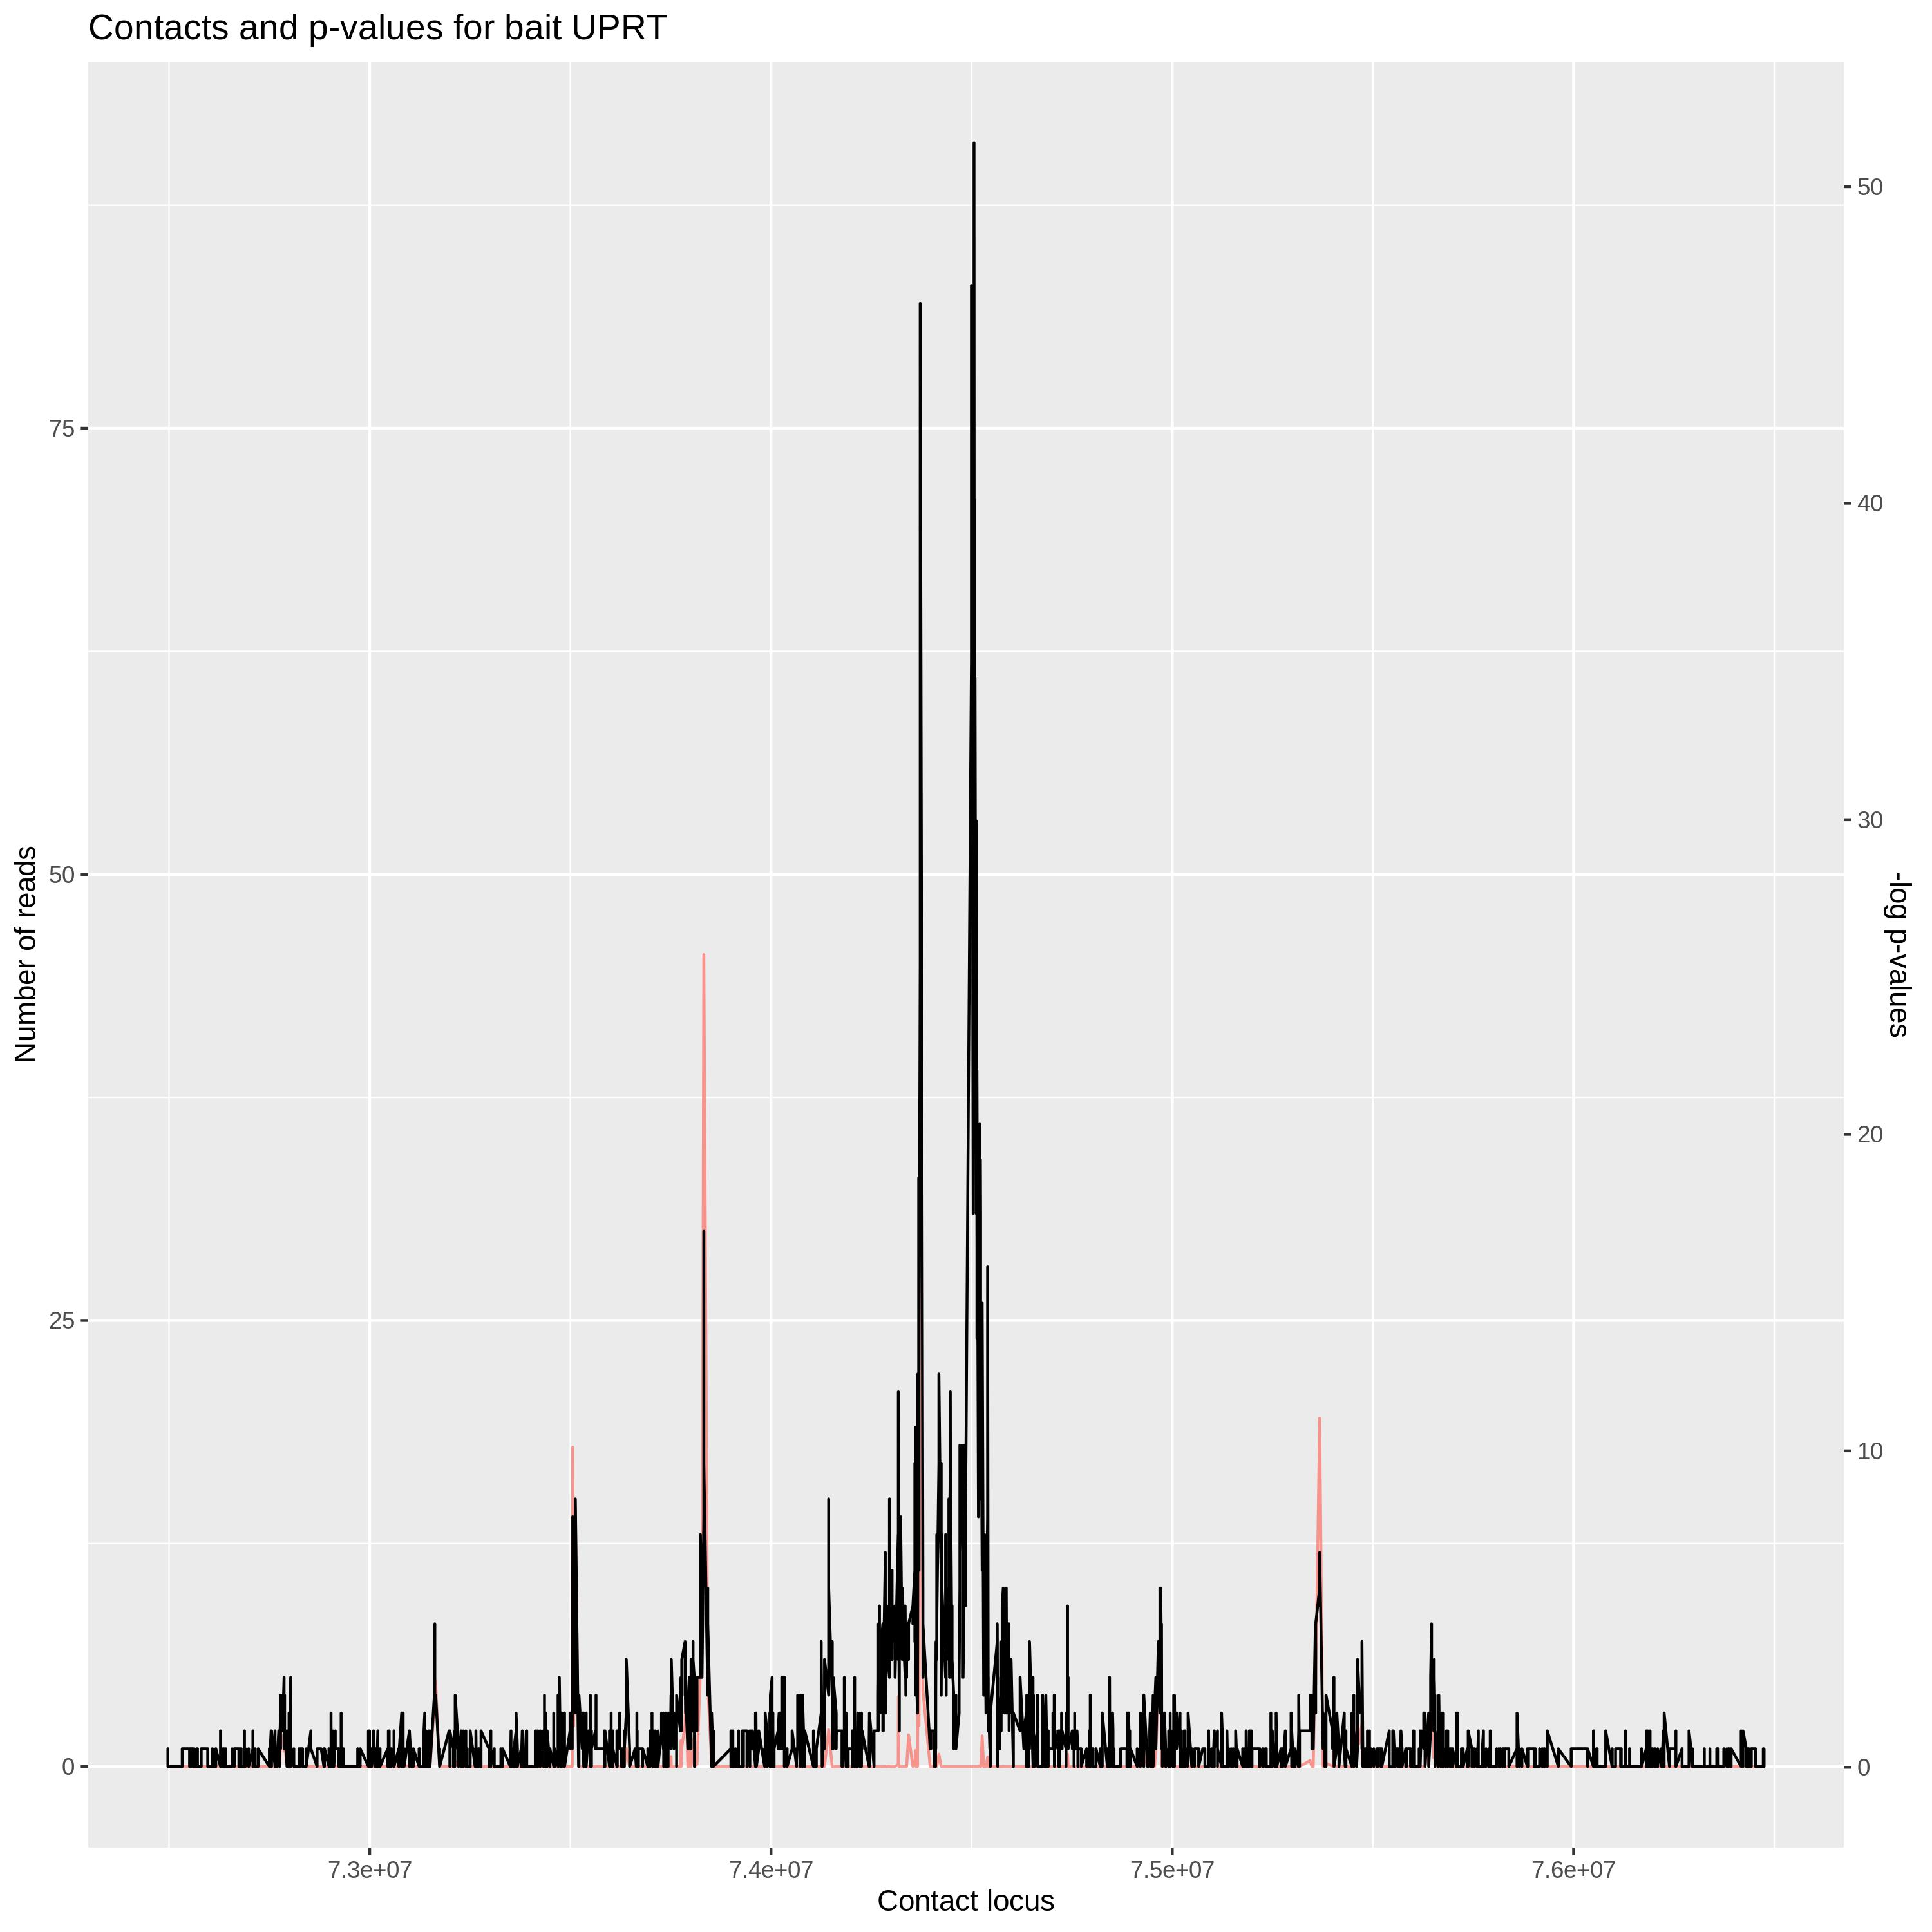 Contacts and p-values for bait UPRT
75
50
25
0
Number of reads
50
40
30
20
10
0
-log p-values
7.3e+07 7.4e+07 7.5e+07 7.6e+07
Contact locus